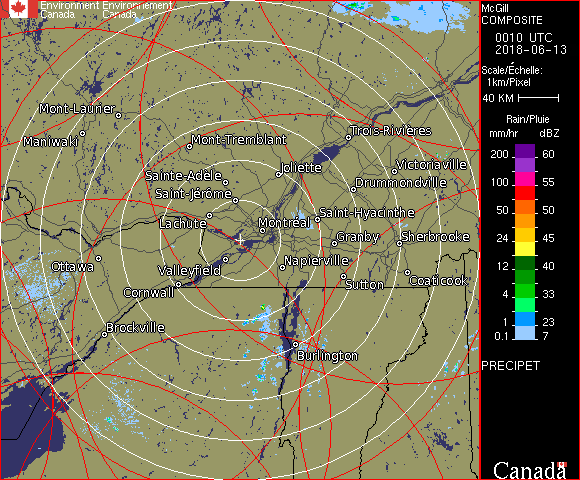 Environment Environnement
Canada Canada
McGill
COMPOSITE
0010 UTC
2018-06-13
Scale/Échelle:
1km/Pixel
40 KM
Rain/Pluie
mm/hr dBZ
200 60
150 57
100 55
50 50
24 45
12 40
4 33
1 23
0.1 7
PRECIPET
Canada
Mont-Laurier
Maniwaki
Mont-Tremblant
Trois-Rivières
Joliette
Victoriaville
Sainte-Adèle
Drummondville
Saint-Jérôme
Saint-Hyacinthe
Lachute
Montréal
Granby
Sherbrooke
Ottawa
Valleyfield
Napierville
Coaticook
Cornwall
Sutton
Brockville
Burlington